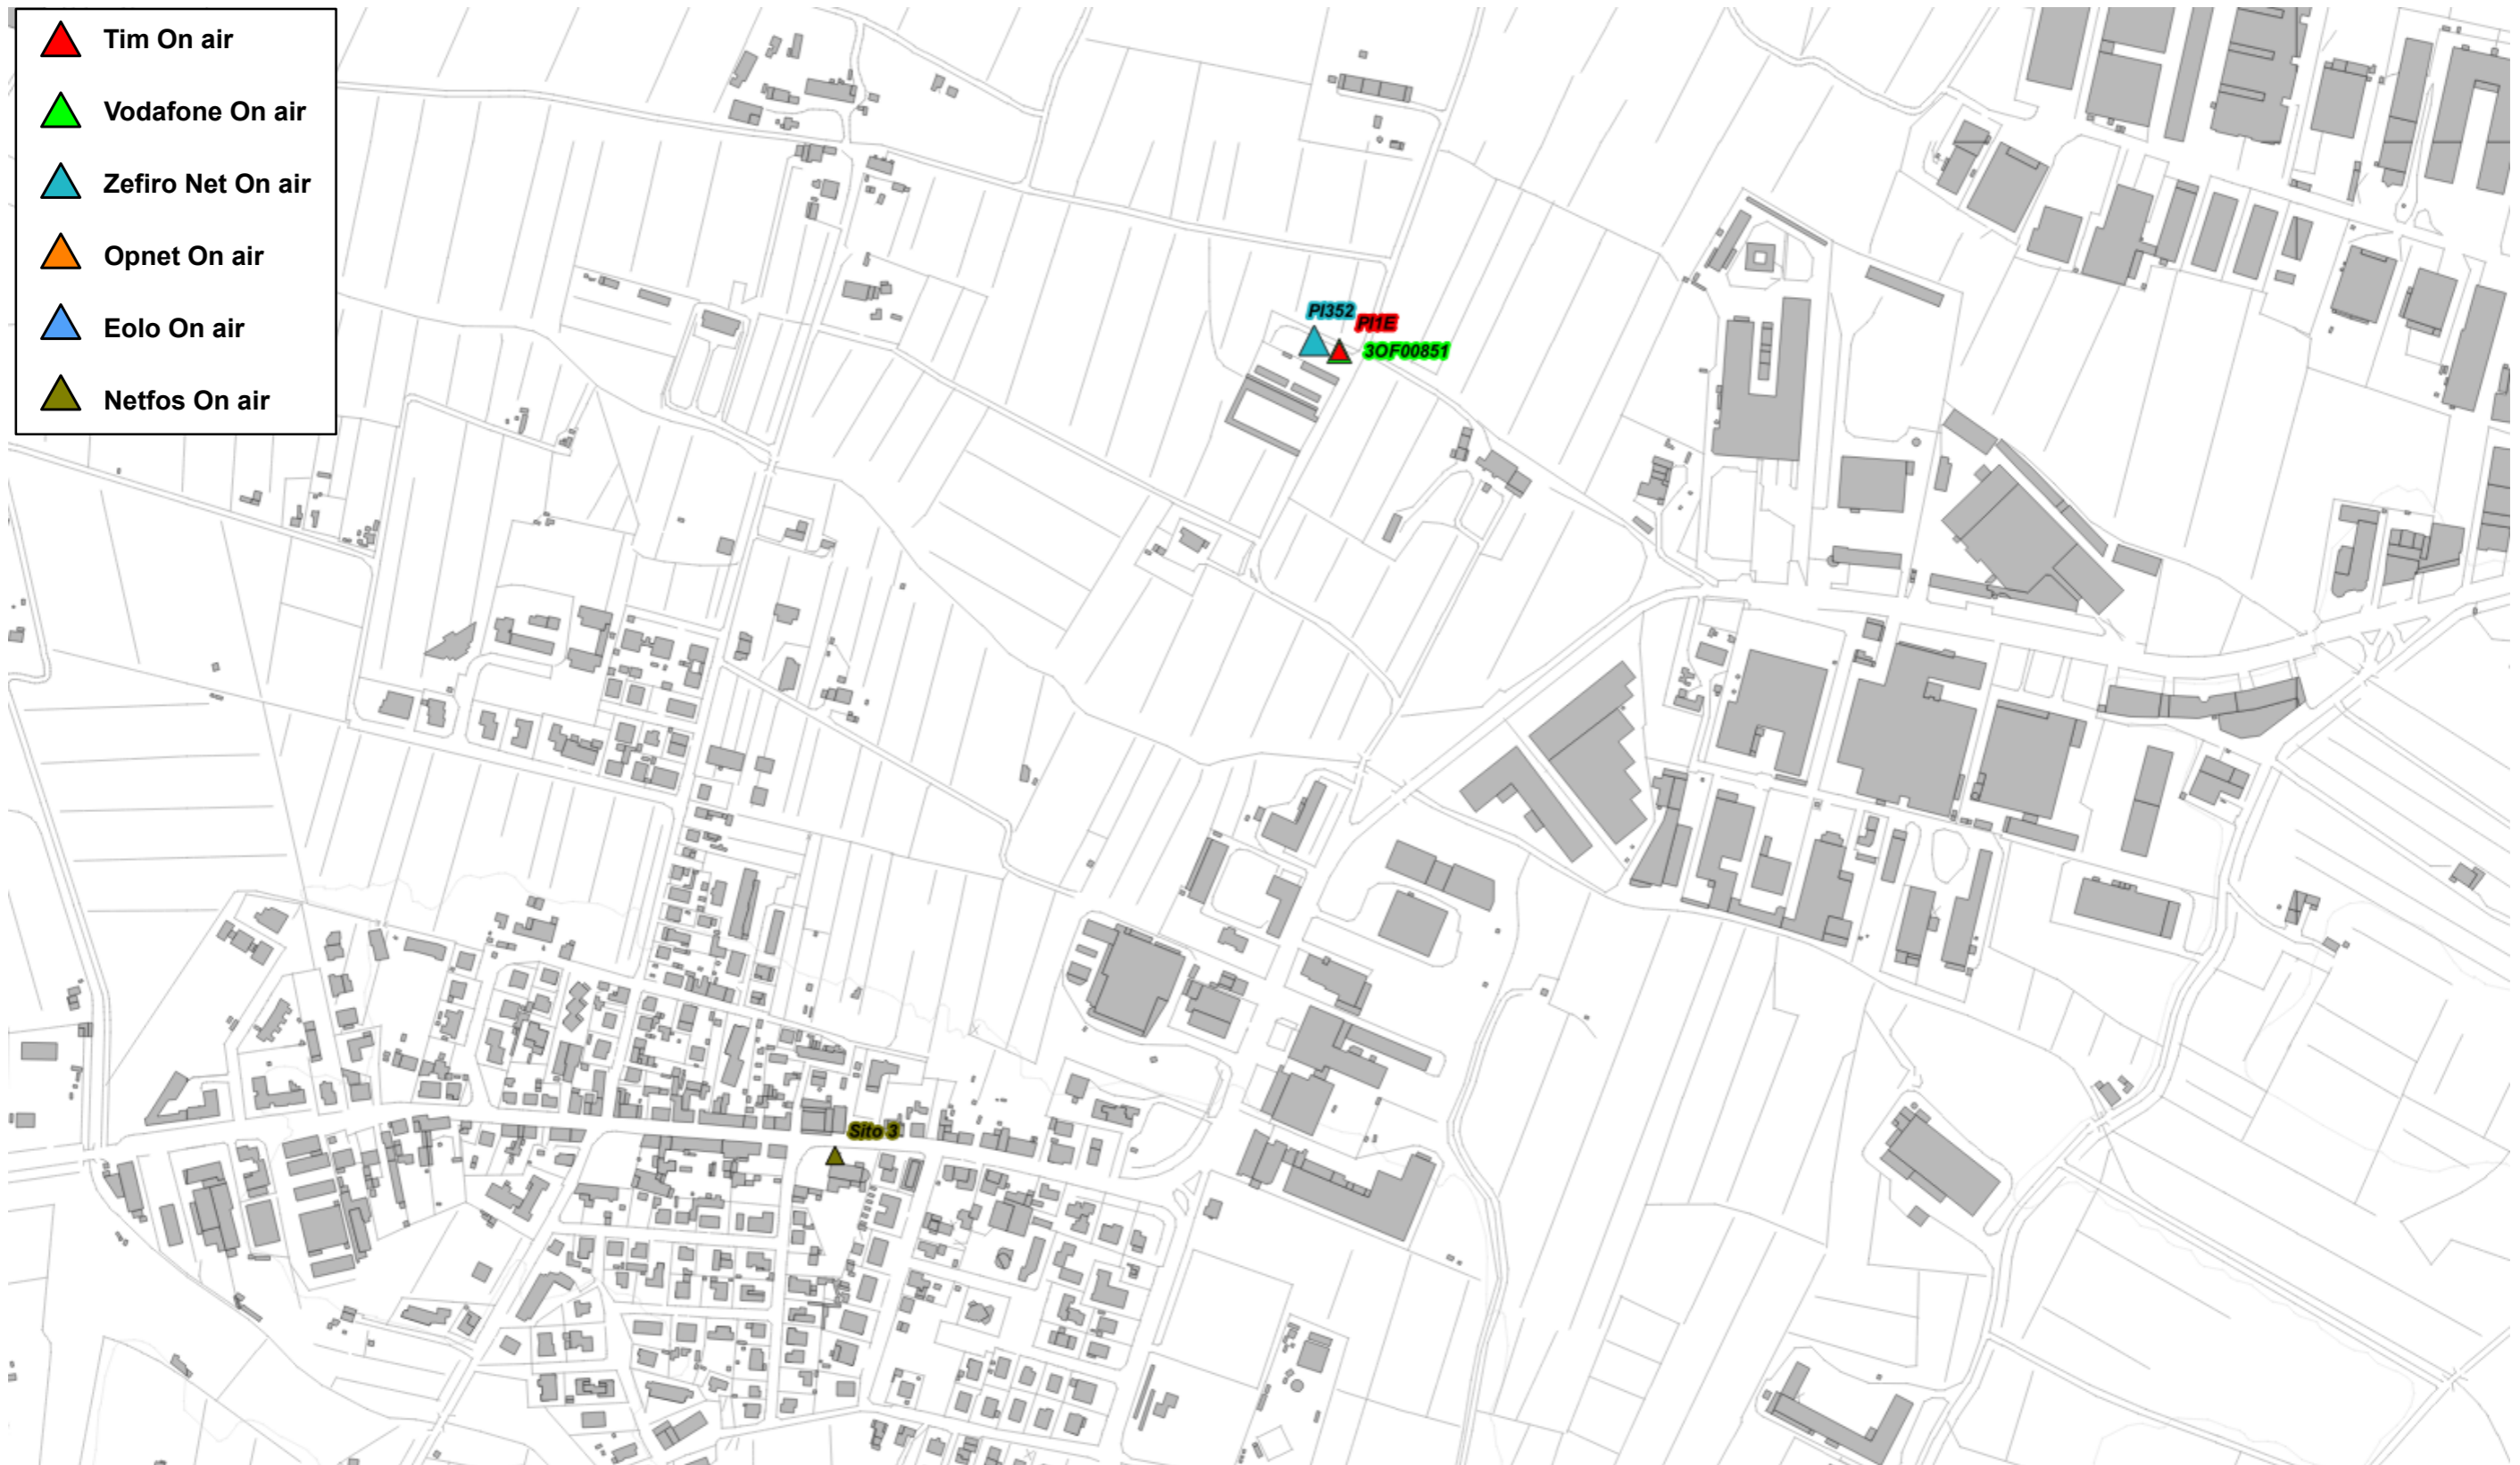 Tim On air
Vodafone On air
Zefiro Net On air
Opnet On air
Eolo On air
Netfos On air
PI352
PI1E
3OF00851
Sito 3